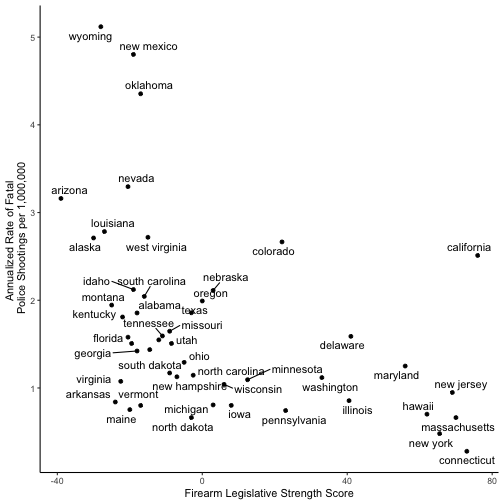 wyoming
new mexico
oklahoma
nevada
arizona
louisiana
alaska
west virginia
colorado
california
idaho
south carolina
nebraska
montana
oregon
kentucky
alabama
texas
tennessee
missouri
florida
utah
delaware
georgia
ohio
south dakota
north carolina
minnesota
maryland
virginia
new hampshire
wisconsin
washington
new jersey
arkansas
vermont
maine
michigan
iowa
illinois
hawaii
north dakota
pennsylvania
massachusetts
new york
connecticut
5
4
3
2
1
Annualized Rate of Fatal
Police Shootings per 1,000,000
-40
0
40
80
Firearm Legislative Strength Score